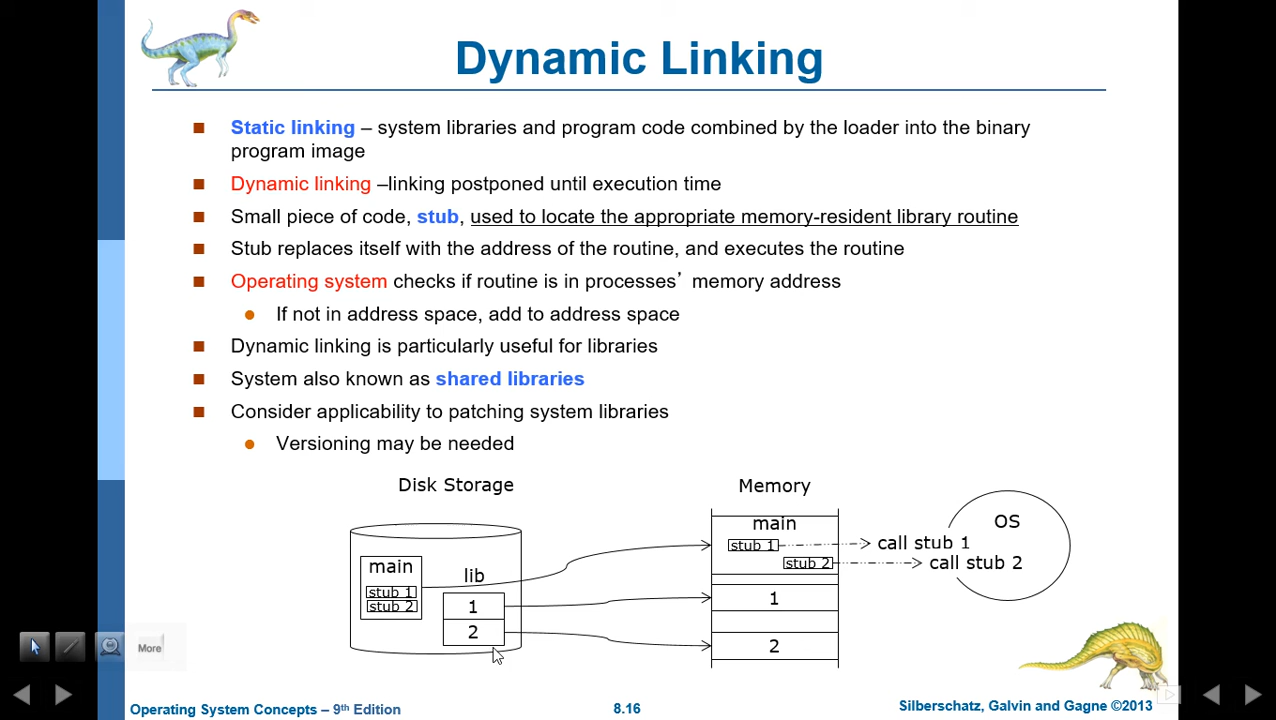 Dynamic Linking
Static linking – system libraries and program code combined by the loader into the binary
program image
Dynamic linking –linking postponed until execution time
Small piece of code, stub, used to locate the appropriate memory-resident library routine
Stub replaces itself with the address of the routine, and executes the routine
Operating system checks if routine is in processes’ memory address
If not in address space, add to address space
Dynamic linking is particularly useful for libraries
System also known as shared libraries
Consider applicability to patching system libraries
Versioning may be needed
Disk Storage
Memory
main
stub 1
stub 2
lib
1
2
main
stub 1
stub 2
1
2
OS
call stub 1
call stub 2
More
Operating System Concepts – 9th Edition
8.16
Silberschatz, Galvin and Gagne ©2013